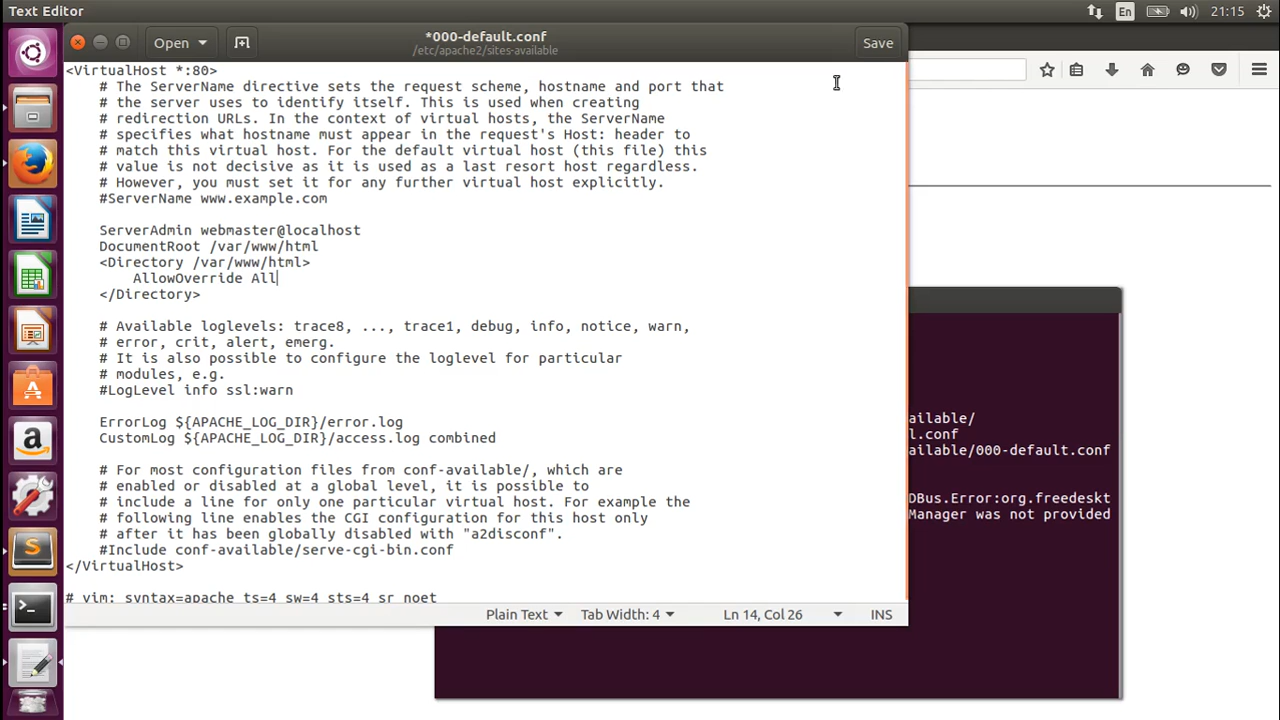 Text Editor
En
21:15
Open
*000-default.conf
/etc/apache2/sites-available
Save
<VirtualHost *:80>
# The ServerName directive sets the request scheme, hostname and port that
# the server uses to identify itself. This is used when creating
# redirection URLs. In the context of virtual hosts, the ServerName
# specifies what hostname must appear in the request's Host: header to
# match this virtual host. For the default virtual host (this file) this
# value is not decisive as it is used as a last resort host regardless.
# However, you must set it for any further virtual host explicitly.
#ServerName www.example.com
ServerAdmin webmaster@localhost
DocumentRoot /var/www/html
<Directory /var/www/html>
AllowOverride All
</Directory>
# Available loglevels: trace8, ..., trace1, debug, info, notice, warn,
# error, crit, alert, emerg.
# It is also possible to configure the loglevel for particular
# modules, e.g.
#LogLevel info ssl:warn
ErrorLog ${APACHE_LOG_DIR}/error.log
CustomLog ${APACHE_LOG_DIR}/access.log combined
# For most configuration files from conf-available/, which are
# enabled or disabled at a global level, it is possible to
# include a line for only one particular virtual host. For example the
# following line enables the CGI configuration for this host only
# after it has been globally disabled with "a2disconf".
#Include conf-available/serve-cgi-bin.conf
</VirtualHost>
# vim: syntax=apache ts=4 sw=4 sts=4 sr noet
Plain Text
Tab Width: 4
Ln 14, Col 26
INS
ailable/
l.conf
ailable/000-default.conf
DBus.Error:org.freedeskt
Manager was not provided